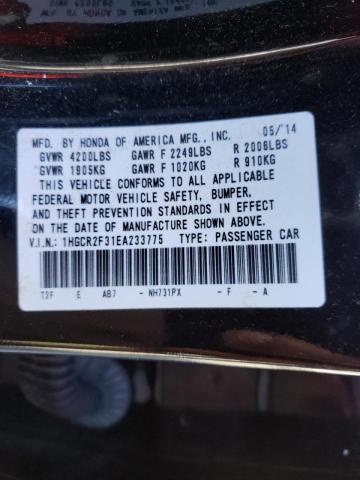 MFD. BY HONDA OF AMERICA MFG., INC. 05/14
GVWR 4200LBS GAWR F 2249LBS R 2006LBS
GVWR 1905KG GAWR F 1020KG R 910KG
THIS VEHICLE CONFORMS TO ALL APPLICABLE
FEDERAL MOTOR VEHICLE SAFETY, BUMPER,
AND THEFT PREVENTION STANDARDS IN EFFECT
ON THE DATE OF MANUFACTURE SHOWN ABOVE.
V.I.N.: 1HGCR2F31EA233775 TYPE: PASSENGER CAR
T2F E AB7 - NH731PX - F - A